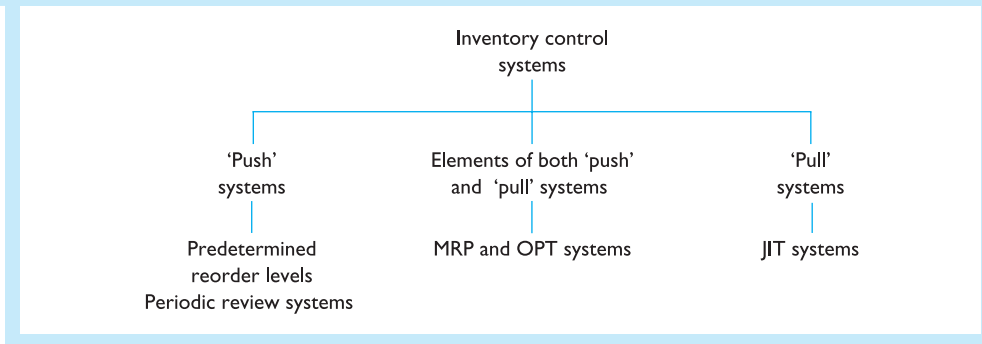 Inventory control
systems
‘Push’
systems
Elements of both ‘push’
and ‘pull’ systems
‘Pull’
systems
Predetermined
reorder levels
Periodic review systems
MRP and OPT systems
JIT systems